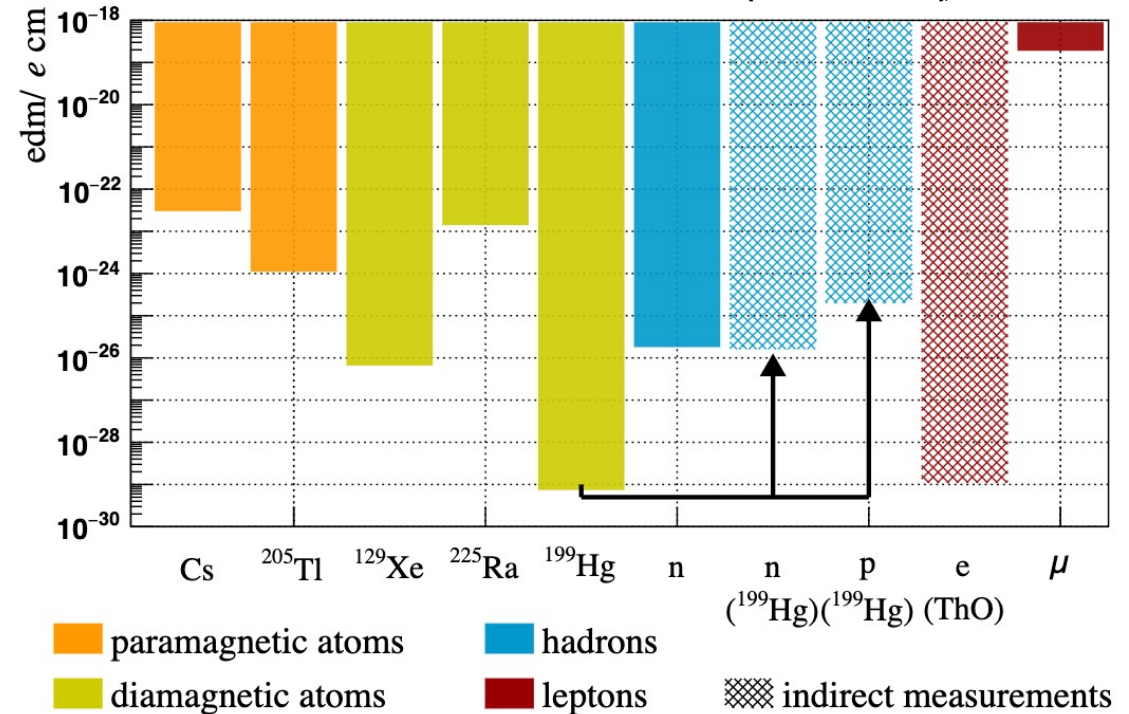 edm/ e cm
10⁻¹⁸
10⁻²⁰
10⁻²²
10⁻²⁴
10⁻²⁶
10⁻²⁸
10⁻³⁰
Cs ²⁰⁵Tl ¹²⁹Xe ²²⁵Ra ¹⁹⁹Hg n n p e μ
(¹⁹⁹Hg) (¹⁹⁹Hg) (ThO)
paramagnetic atoms hadrons
diamagnetic atoms leptons indirect measurements